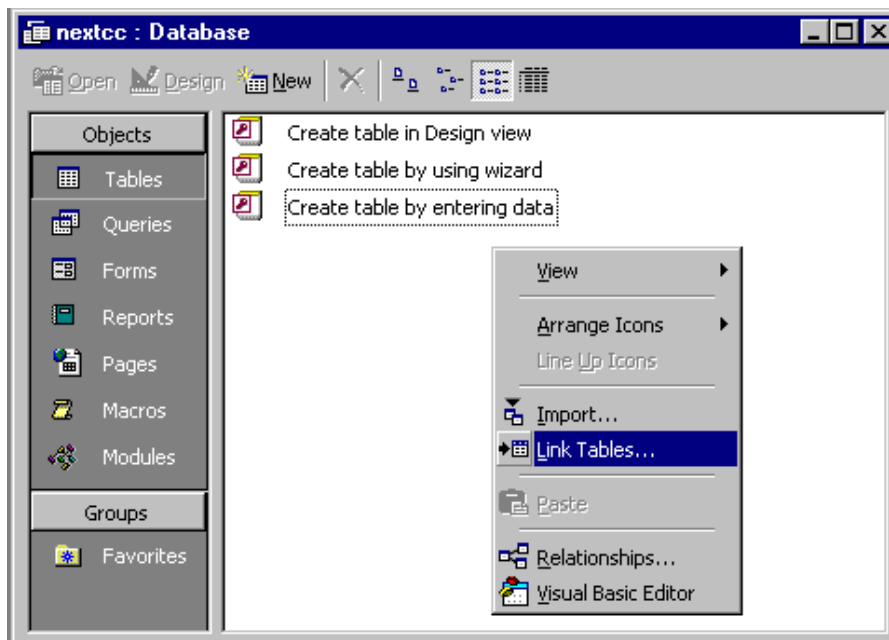 nextcc : Database
Open Design New
Objects
Tables
Queries
Forms
Reports
Pages
Macros
Modules
Groups
Favorites
Create table in Design view
Create table by using wizard
Create table by entering data
View
Arrange Icons
Line Up Icons
Import...
Link Tables...
Paste
Relationships...
Visual Basic Editor